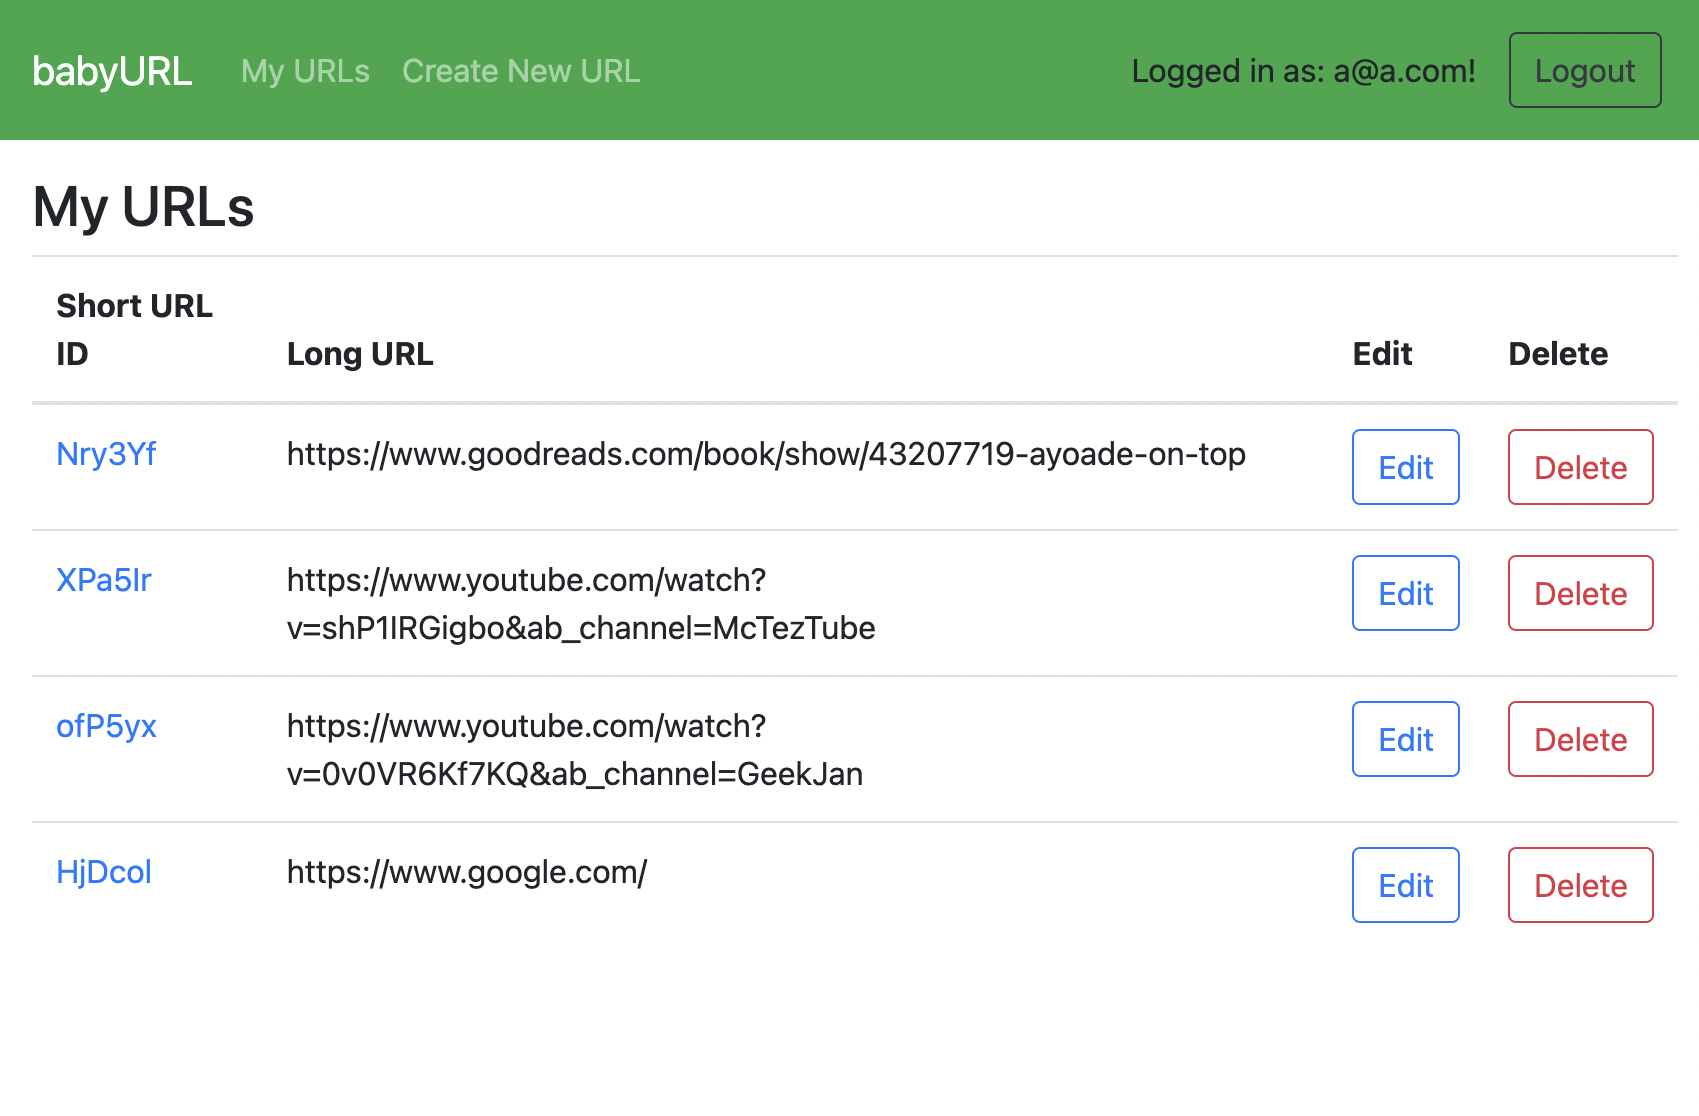 babyURL My URLs Create New URL Logged in as: a@a.com! Logout
My URLs
Short URL
ID Long URL Edit Delete
Nry3Yf https://www.goodreads.com/book/show/43207719-ayoade-on-top Edit Delete
XPa5Ir https://www.youtube.com/watch?
v=shP1IRGigbo&ab_channel=McTezTube Edit Delete
ofP5yx https://www.youtube.com/watch?
v=0v0VR6Kf7KQ&ab_channel=GeekJan Edit Delete
HjDcol https://www.google.com/ Edit Delete